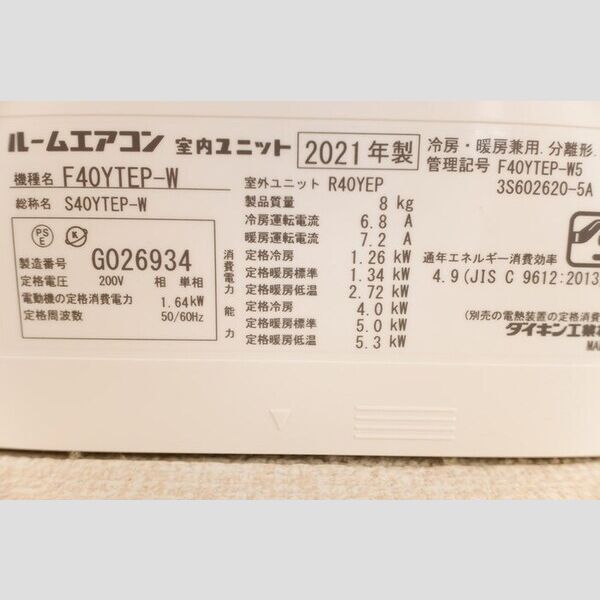 ルームエアコン 室内ユニット 2021年製 冷房・暖房兼用.分離形.
機種名 F40YTEP-W
管理記号 F40YTEP-W5
3S602620-5A
総称名 S40YTEP-W
室外ユニット R40YEP
製品質量 8 kg
冷房運転電流 6.8 A
暖房運転電流 7.2 A
PS
E
K
製造番号 G026934
定格電圧 200V 相 単相
電動機の定格消費電力 1.64kW
定格周波数 50/60Hz
消費電力
定格冷房 1.26 kW
定格暖房標準 1.34 kW
定格暖房低温 2.72 kW
能力
定格冷房 4.0 kW
定格暖房標準 5.0 kW
定格暖房低温 5.3 kW
通年エネルギー消費効率
4.9(JIS C 9612:2013
(別売の電熱装置の定格消費
ダイキン工業
MA